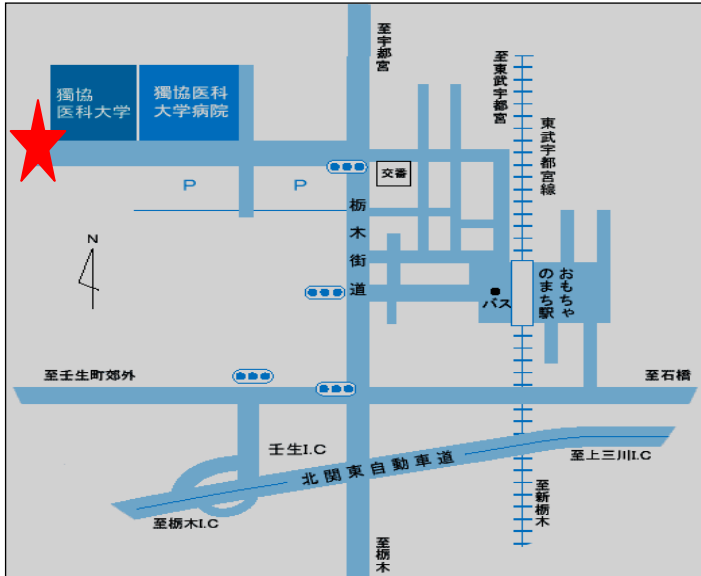 至宇都宮
至東武宇都宮
東武宇都宮線
獨協
医科大学
獨協医科
大学病院
交番
P
P
栃木街道
N
おもちゃ
のまち駅
バス
至壬生町郊外
至石橋
壬生I.C
北関東自動車道
至上三川I.C
至栃木I.C
至新栃木
至栃木